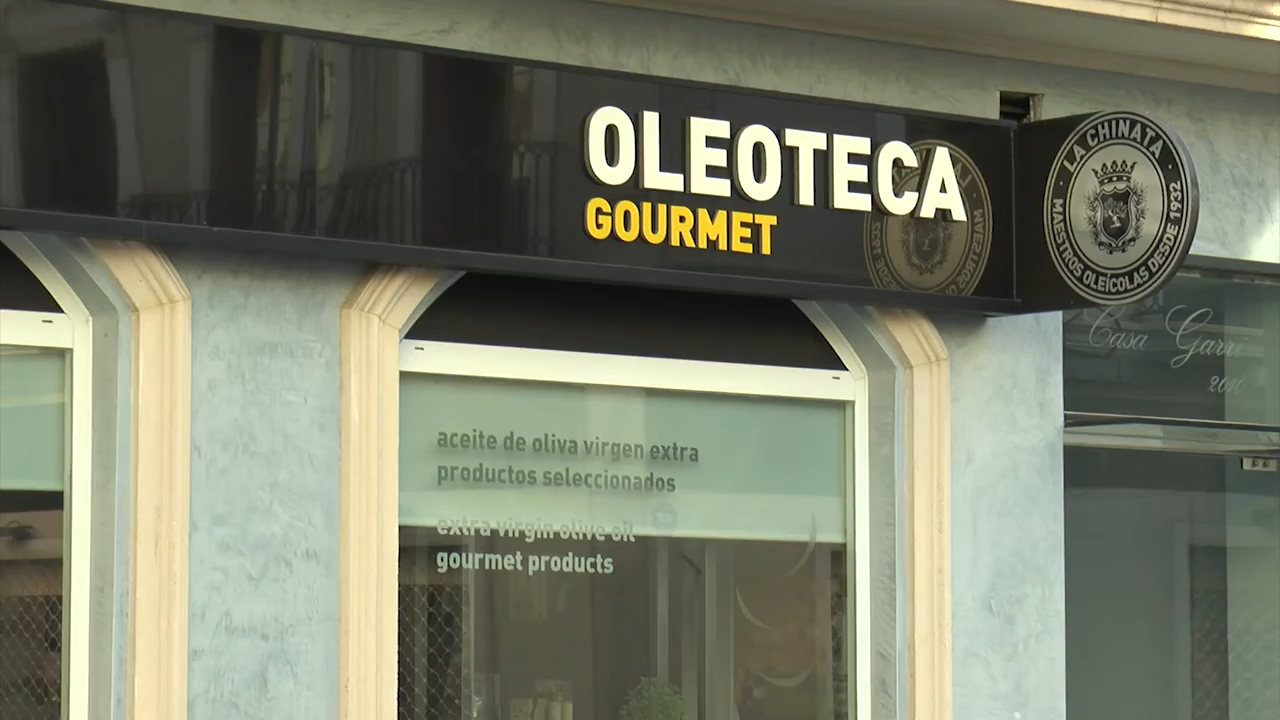 OLEOTECA
GOURMET
LA CHINATA
MAESTROS OLEÍCOLAS DESDE 1932
Casa Garri
aceite de oliva virgen extra
productos seleccionados
extra virgin olive oil
gourmet products